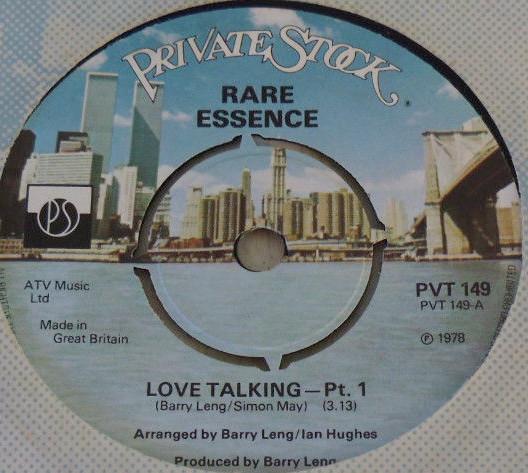 PRIVATE STOCK
RARE
ESSENCE
PS
ATV Music
Ltd
PVT 149
PVT 149-A
Made in
Great Britain
℗ 1978
LOVE TALKING—Pt. 1
(Barry Leng/Simon May) (3.13)
Arranged by Barry Leng/Ian Hughes
Produced by Barry Leng